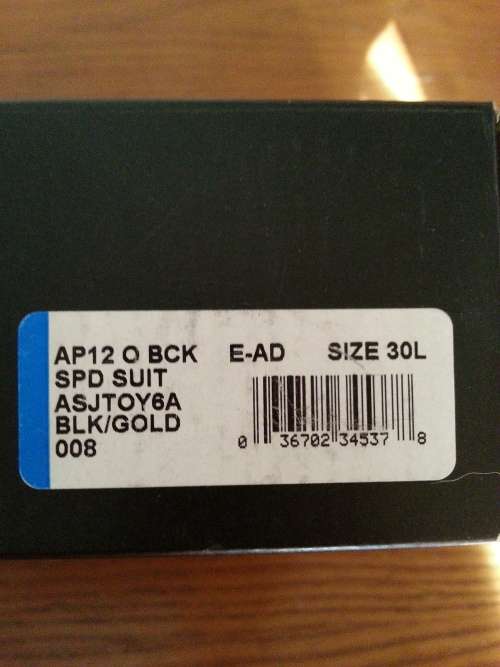 AP12 O BCK E-AD SIZE 30L
SPD SUIT
ASJTOY6A
BLK/GOLD
008
0 36702 34537 8